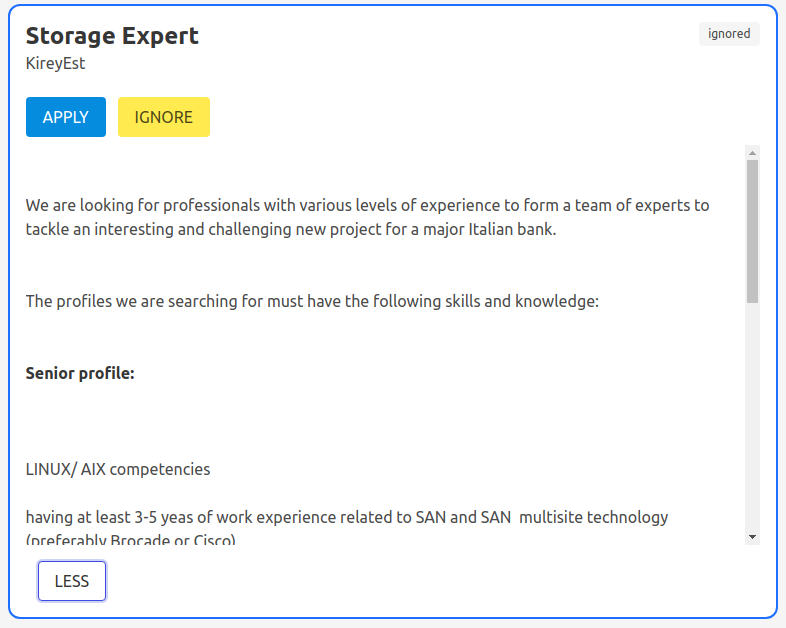 Storage Expert
ignored
KireyEst
APPLY
IGNORE
We are looking for professionals with various levels of experience to form a team of experts to
tackle an interesting and challenging new project for a major Italian bank.
The profiles we are searching for must have the following skills and knowledge:
Senior profile:
LINUX/ AIX competencies
having at least 3-5 yeas of work experience related to SAN and SAN  multisite technology
(preferably Brocade or Cisco)
LESS